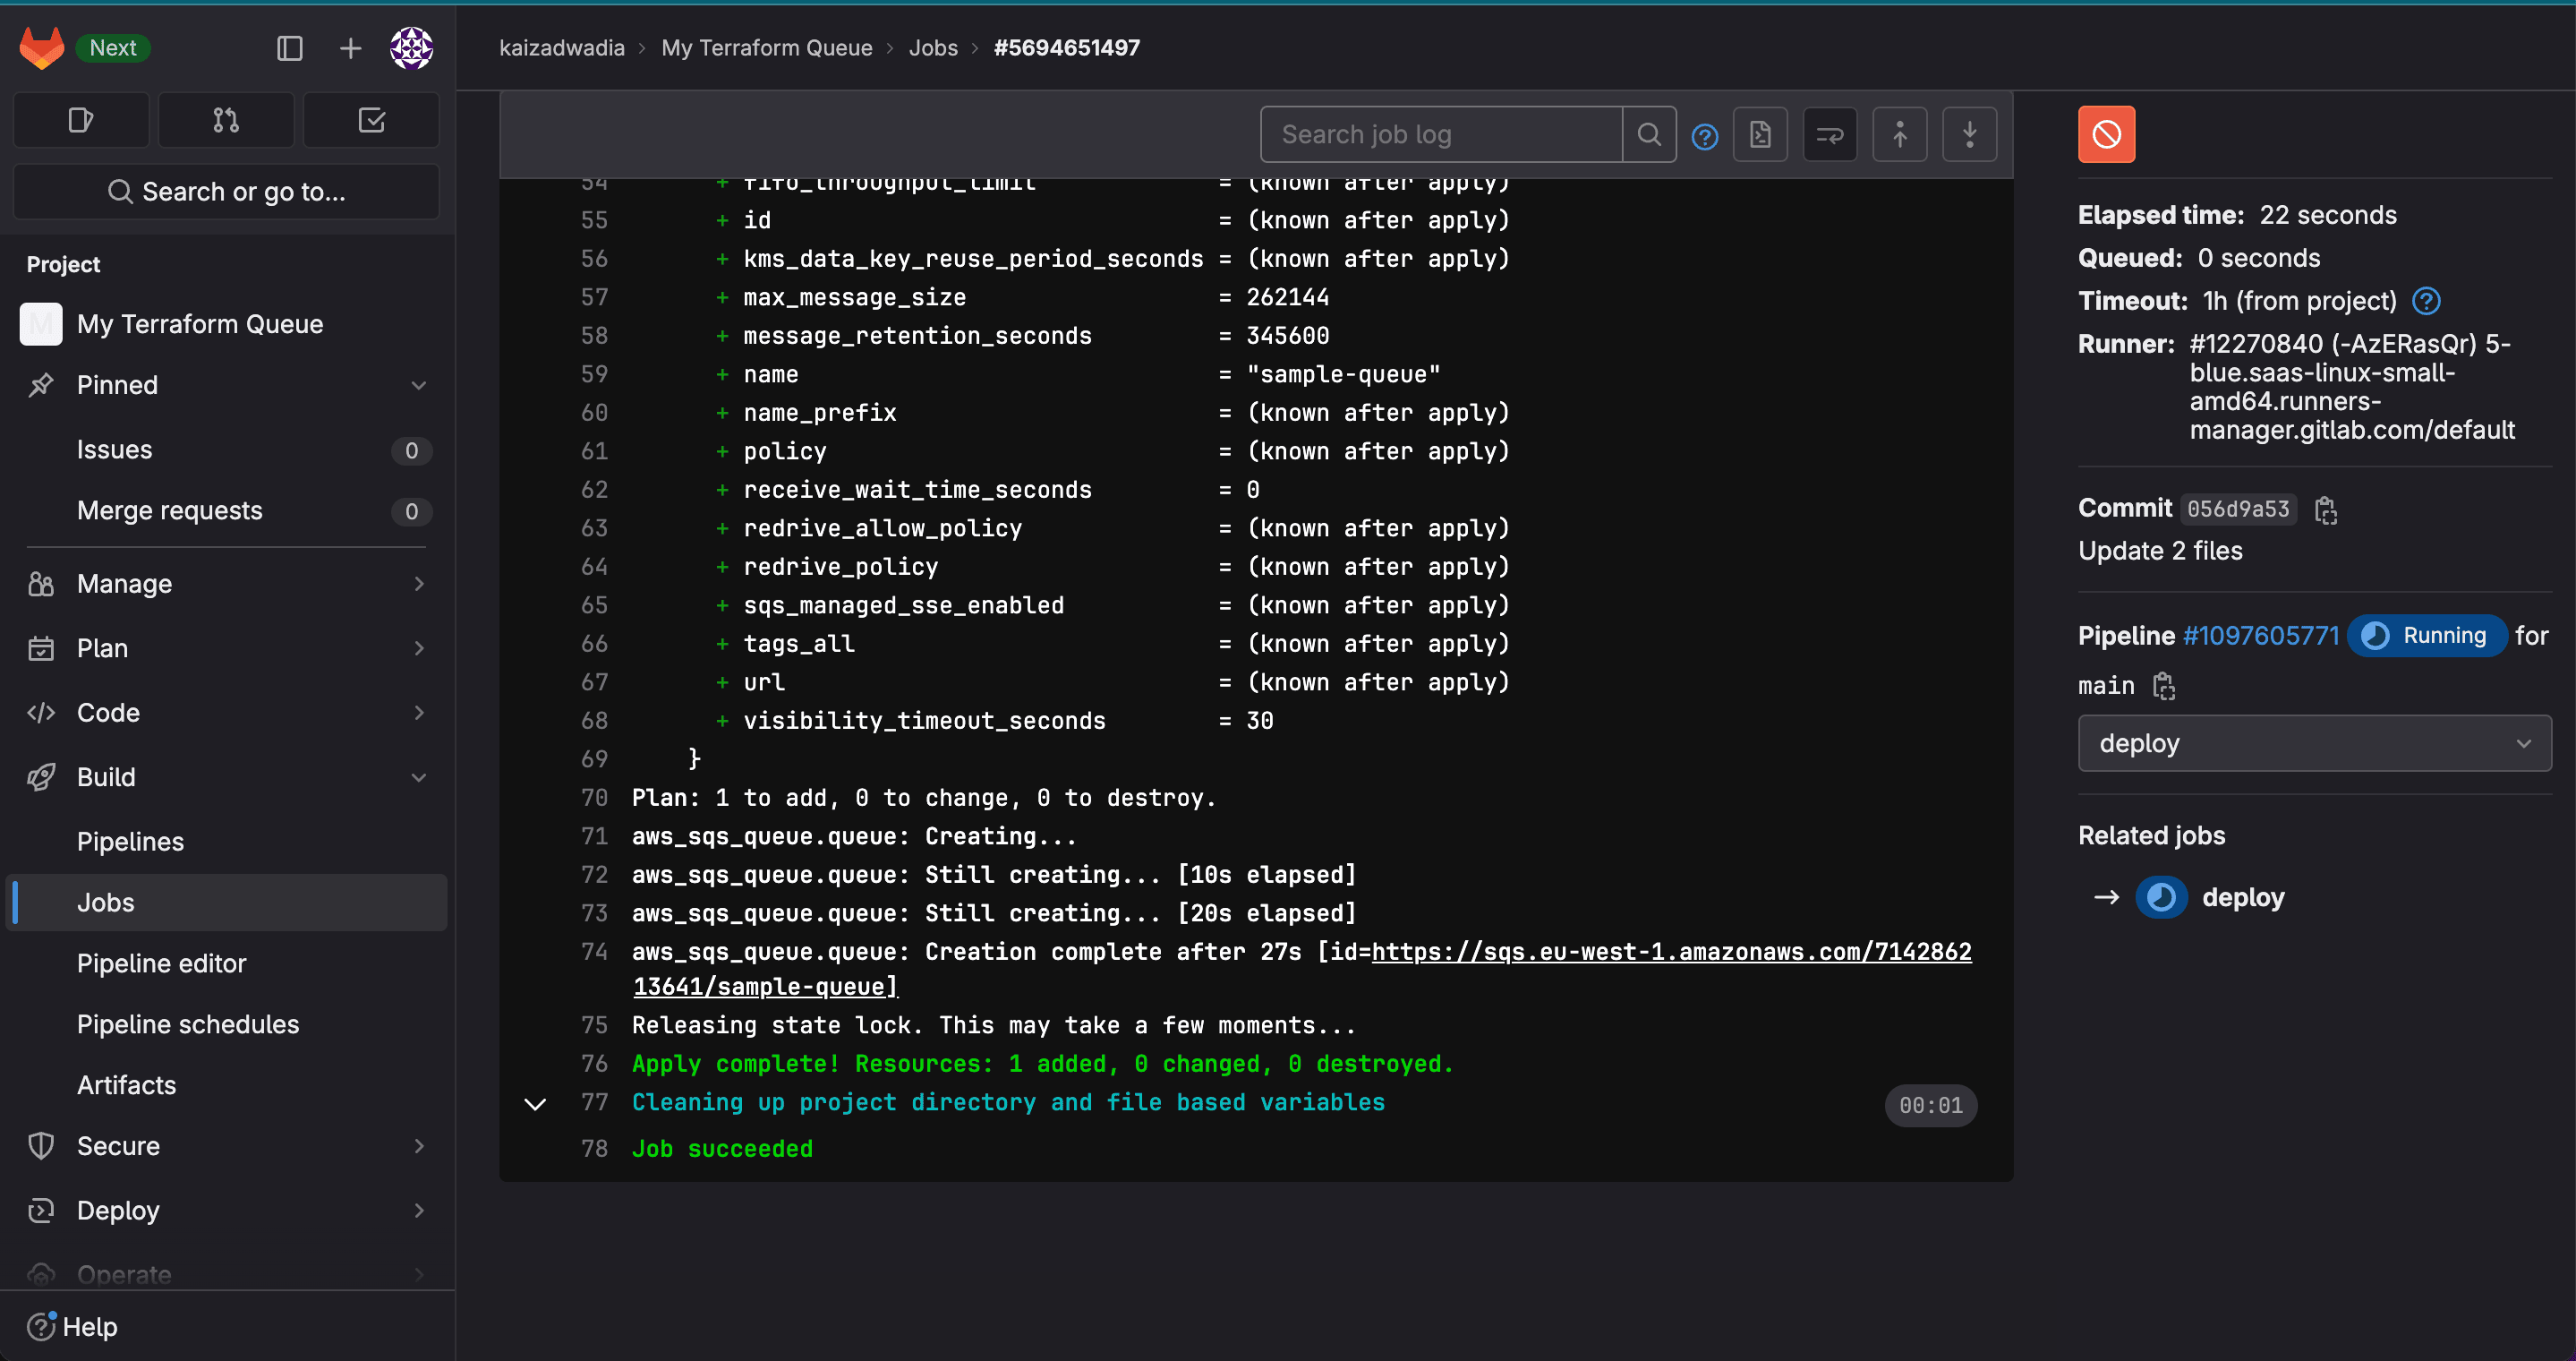 Next
kaizadwadia > My Terraform Queue > Jobs > #5694651497
Search or go to...
Project
M My Terraform Queue
Pinned
Issues 0
Merge requests 0
Manage
Plan
Code
Build
Pipelines
Jobs
Pipeline editor
Pipeline schedules
Artifacts
Secure
Deploy
Operate
Help
Search job log
54 + fifo_throughput_limit = (known after apply)
55 + id = (known after apply)
56 + kms_data_key_reuse_period_seconds = (known after apply)
57 + max_message_size = 262144
58 + message_retention_seconds = 345600
59 + name = "sample-queue"
60 + name_prefix = (known after apply)
61 + policy = (known after apply)
62 + receive_wait_time_seconds = 0
63 + redrive_allow_policy = (known after apply)
64 + redrive_policy = (known after apply)
65 + sqs_managed_sse_enabled = (known after apply)
66 + tags_all = (known after apply)
67 + url = (known after apply)
68 + visibility_timeout_seconds = 30
69 }
70 Plan: 1 to add, 0 to change, 0 to destroy.
71 aws_sqs_queue.queue: Creating...
72 aws_sqs_queue.queue: Still creating... [10s elapsed]
73 aws_sqs_queue.queue: Still creating... [20s elapsed]
74 aws_sqs_queue.queue: Creation complete after 27s [id=https://sqs.eu-west-1.amazonaws.com/7142862
13641/sample-queue]
75 Releasing state lock. This may take a few moments...
76 Apply complete! Resources: 1 added, 0 changed, 0 destroyed.
77 Cleaning up project directory and file based variables 00:01
78 Job succeeded
Elapsed time: 22 seconds
Queued: 0 seconds
Timeout: 1h (from project)
Runner: #12270840 (-AzERasQr) 5-
blue.saas-linux-small-
amd64.runners-
manager.gitlab.com/default
Commit 056d9a53
Update 2 files
Pipeline #1097605771 Running for
main
deploy
Related jobs
→ deploy